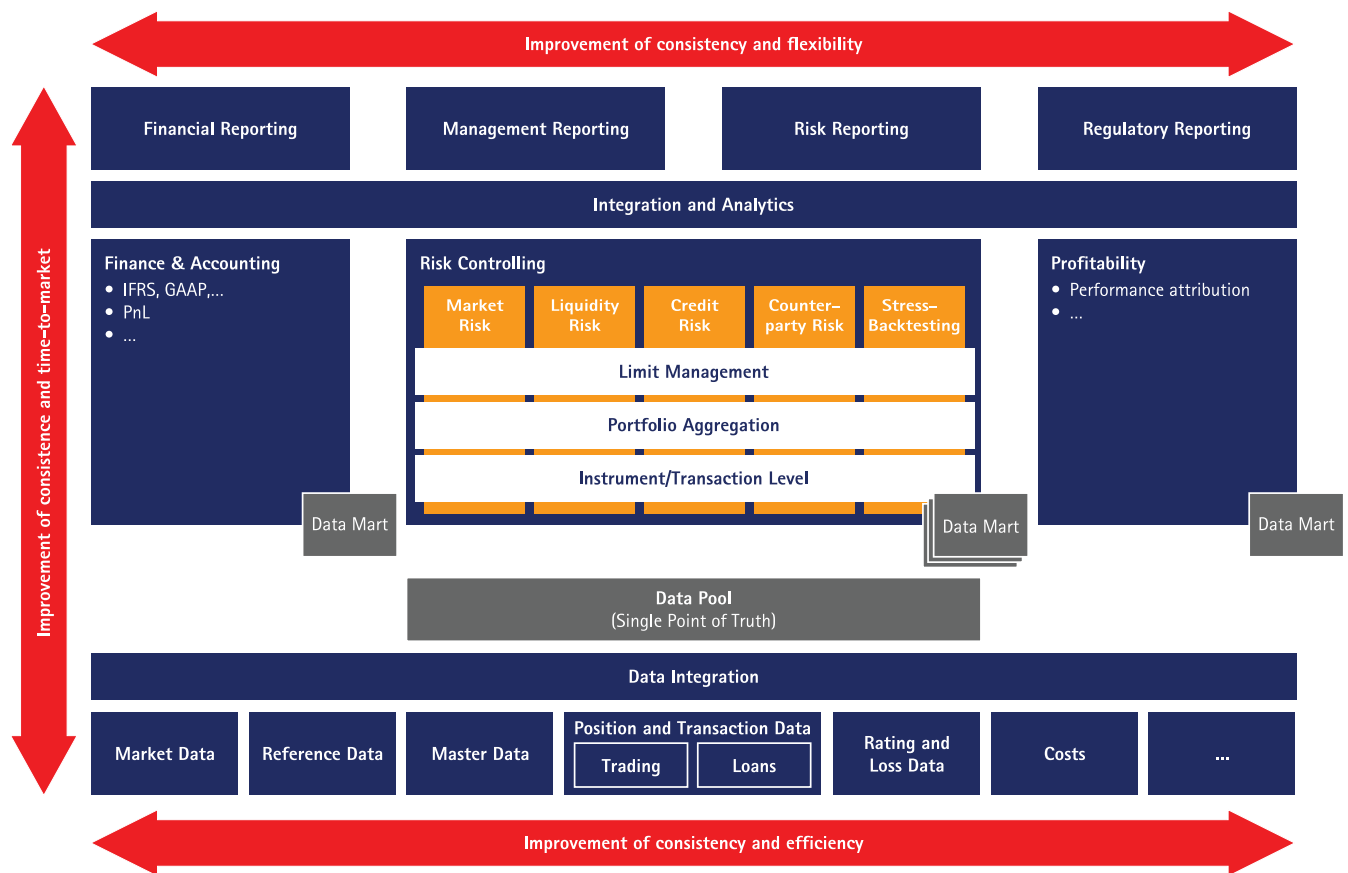 Improvement of consistency and flexibility
Improvement of consistence and time-to-market
Financial Reporting
Management Reporting
Risk Reporting
Regulatory Reporting
Integration and Analytics
Finance & Accounting
• IFRS, GAAP,...
• PnL
• ...
Risk Controlling
Market
Risk
Liquidity
Risk
Credit
Risk
Counter-
party Risk
Stress-
Backtesting
Limit Management
Portfolio Aggregation
Instrument/Transaction Level
Profitability
• Performance attribution
• ...
Data Mart
Data Mart
Data Mart
Data Pool
(Single Point of Truth)
Data Integration
Market Data
Reference Data
Master Data
Position and Transaction Data
Trading
Loans
Rating and
Loss Data
Costs
...
Improvement of consistency and efficiency